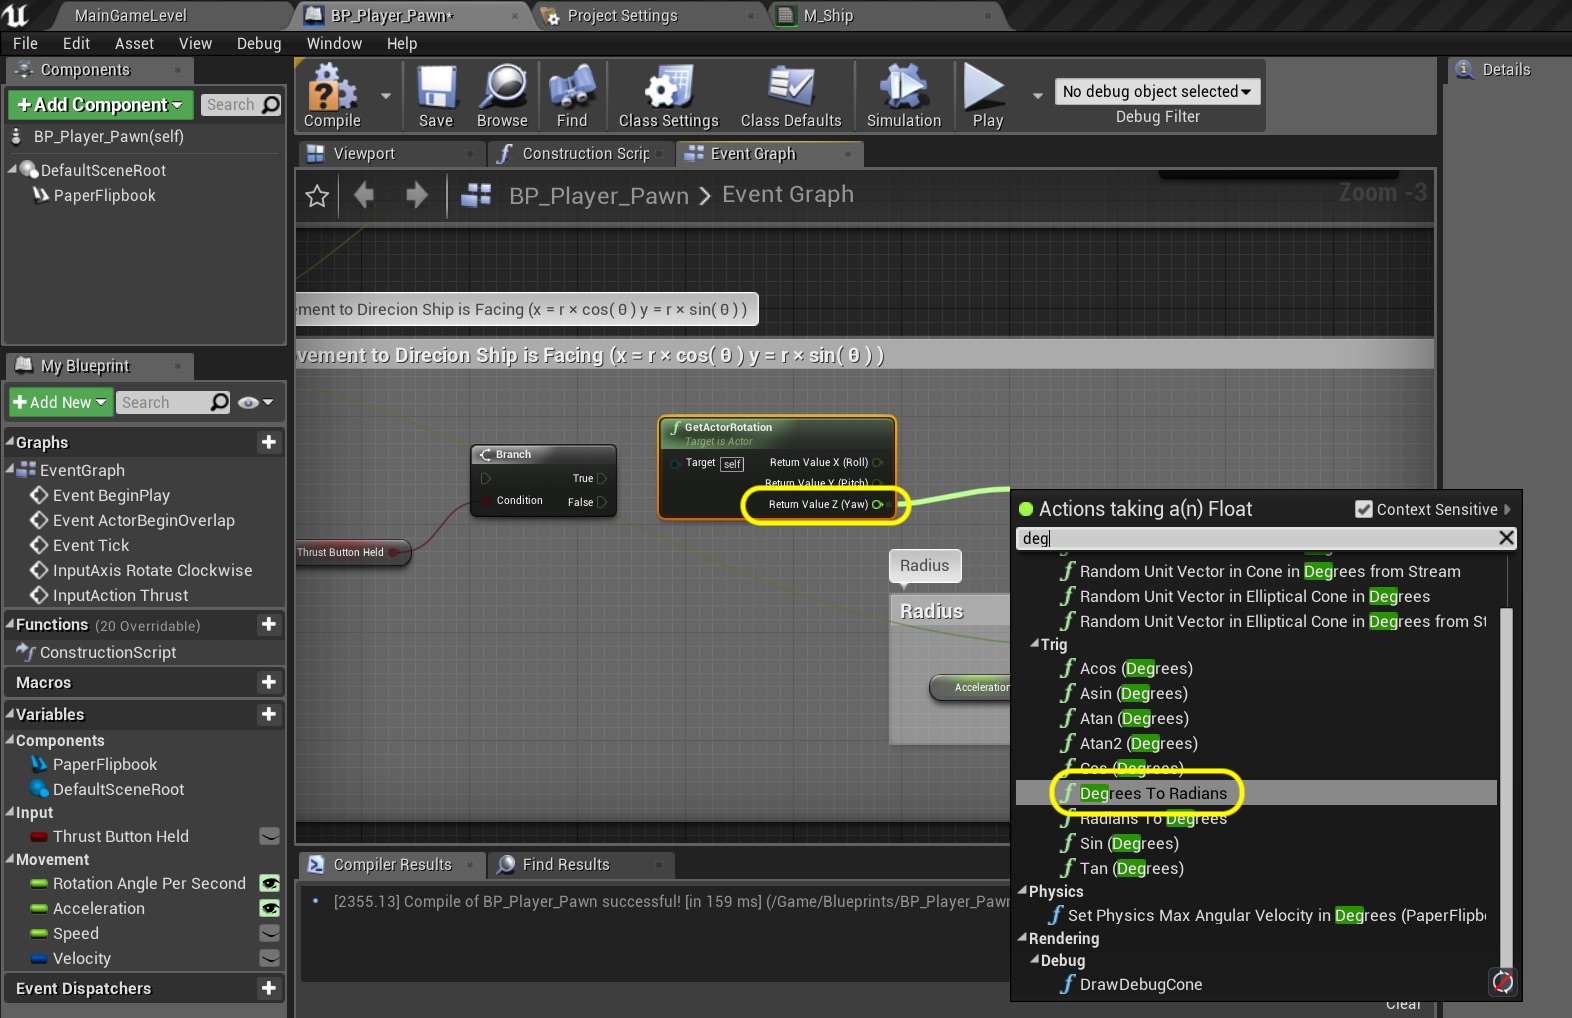 MainGameLevel
BP_Player_Pawn*
Project Settings
M_Ship
File Edit Asset View Debug Window Help
Components
Details
+Add Component
Search
No debug object selected
Compile
Save
Browse
Find
Class Settings
Class Defaults
Simulation
Play
Debug Filter
BP_Player_Pawn(self)
DefaultSceneRoot
PaperFlipbook
Viewport
Construction Scrip
Event Graph
BP_Player_Pawn > Event Graph
Zoom -3
ement to Direcion Ship is Facing (x = r × cos( θ ) y = r × sin( θ ) )
vement to Direcion Ship is Facing (x = r × cos( θ ) y = r × sin( θ ) )
My Blueprint
+Add New
Search
Graphs
EventGraph
Event BeginPlay
Event ActorBeginOverlap
Event Tick
InputAxis Rotate Clockwise
InputAction Thrust
Functions (20 Overridable)
ConstructionScript
Macros
Variables
Components
PaperFlipbook
DefaultSceneRoot
Input
Thrust Button Held
Movement
Rotation Angle Per Second
Acceleration
Speed
Velocity
Event Dispatchers
Branch
True
Condition
False
Thrust Button Held
GetActorRotation
Target is Actor
Target self
Return Value X (Roll)
Return Value Y (Pitch)
Return Value Z (Yaw)
Radius
Radius
Acceleration
Actions taking a(n) Float
Context Sensitive
deg
Random Unit Vector in Cone in Degrees from Stream
Random Unit Vector in Elliptical Cone in Degrees
Random Unit Vector in Elliptical Cone in Degrees from St
Trig
Acos (Degrees)
Asin (Degrees)
Atan (Degrees)
Atan2 (Degrees)
Cos (Degrees)
Degrees To Radians
Radians To Degrees
Sin (Degrees)
Tan (Degrees)
Physics
Set Physics Max Angular Velocity in Degrees (PaperFlipb
Rendering
Debug
DrawDebugCone
Compiler Results
Find Results
[2355.13] Compile of BP_Player_Pawn successful! [in 159 ms] (/Game/Blueprints/BP_Player_Pawn
Clear